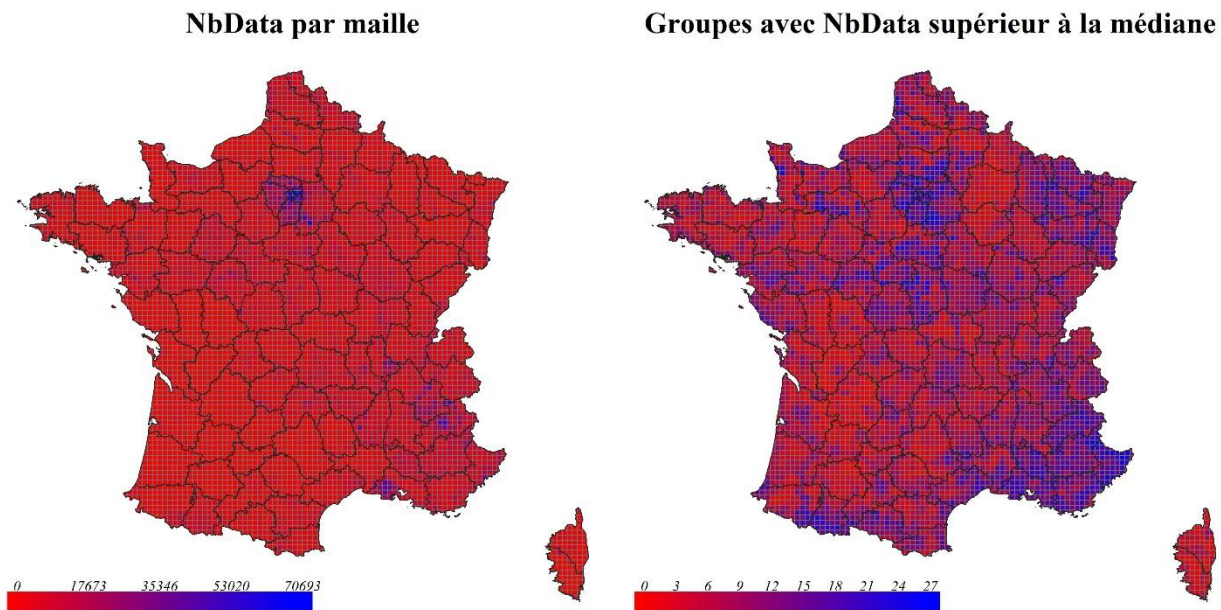 NbData par maille
Groupes avec NbData supérieur à la médiane
0 17673 35346 53020 70693
0 3 6 9 12 15 18 21 24 27